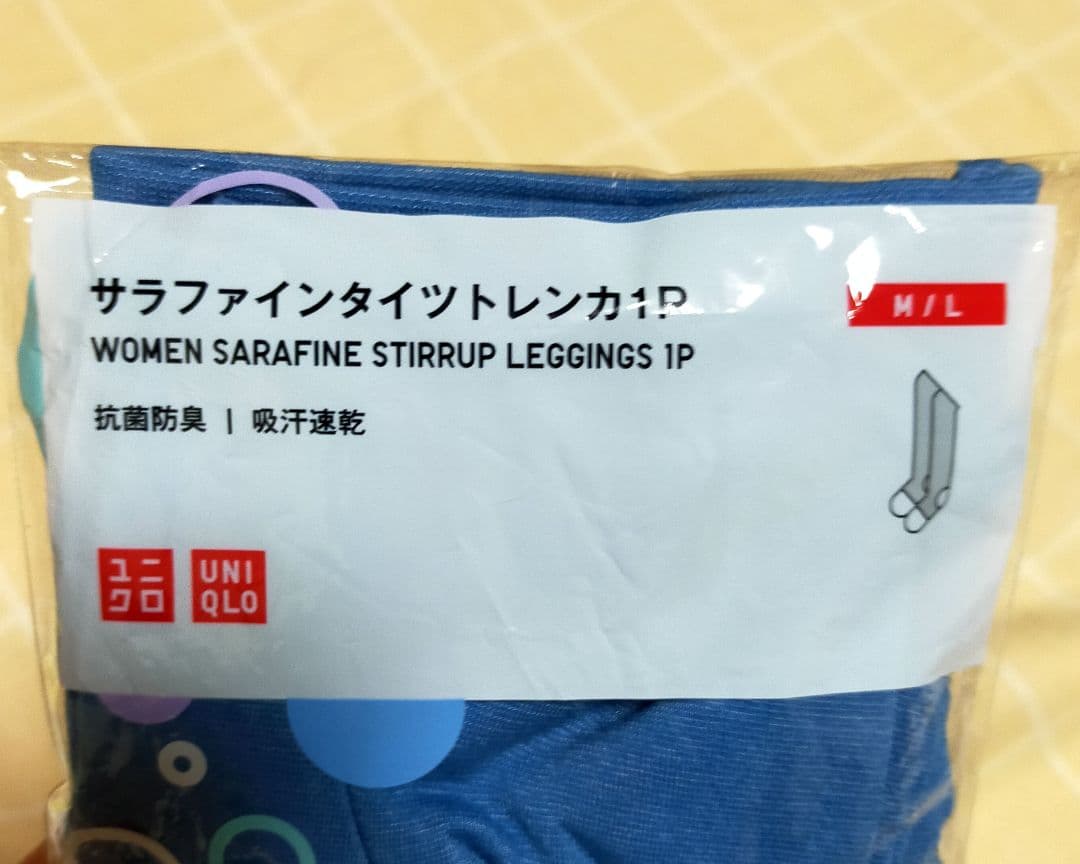 サラファインタイツトレンカ1P
M/L
WOMEN SARAFINE STIRRUP LEGGINGS 1P
抗菌防臭 | 吸汗速乾
ユニ
クロ
UNI
QLO